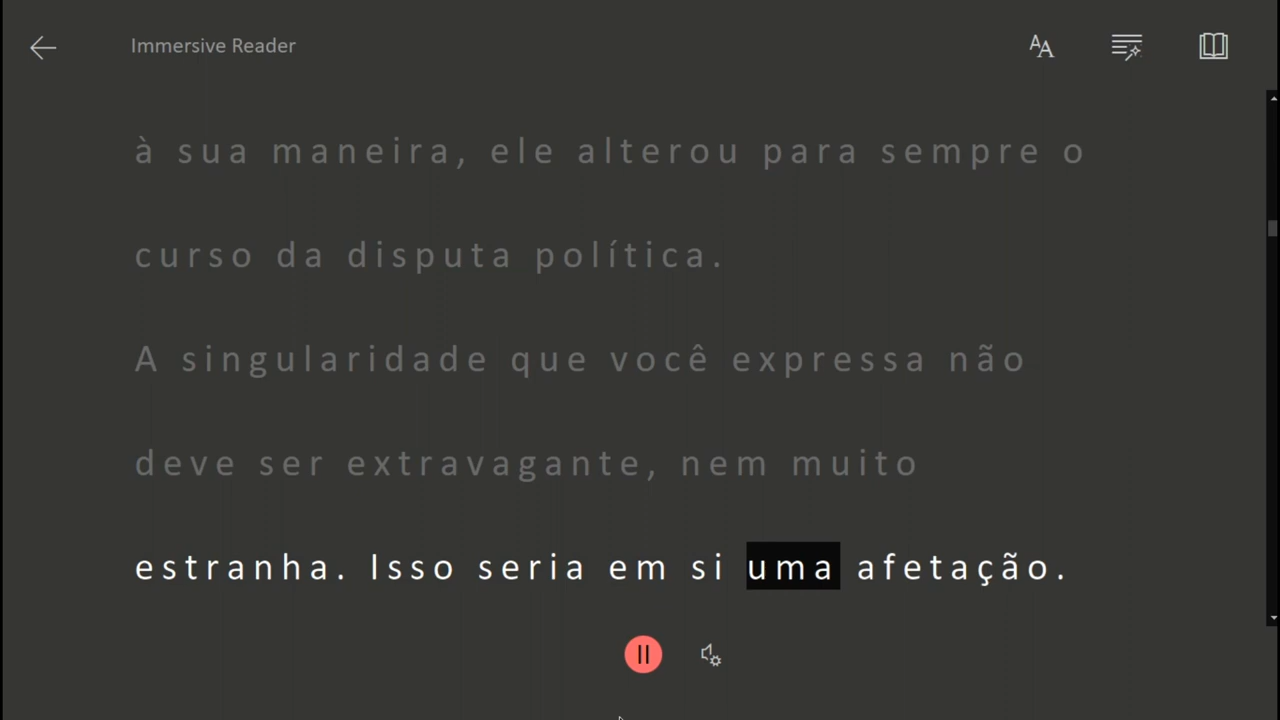 Immersive Reader
à sua maneira, ele alterou para sempre o
curso da disputa política.
A singularidade que você expressa não
deve ser extravagante, nem muito
estranha. Isso seria em si uma afetação.